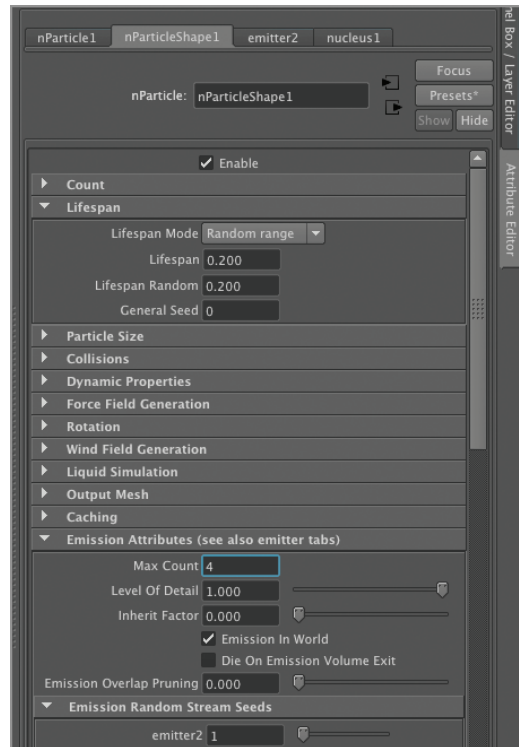 nParticle1 nParticleShape1 emitter2 nucleus1
nParticle: nParticleShape1
Focus
Presets*
Show Hide
Enable
Count
Lifespan
Lifespan Mode Random range
Lifespan 0.200
Lifespan Random 0.200
General Seed 0
Particle Size
Collisions
Dynamic Properties
Force Field Generation
Rotation
Wind Field Generation
Liquid Simulation
Output Mesh
Caching
Emission Attributes (see also emitter tabs)
Max Count 4
Level Of Detail 1.000
Inherit Factor 0.000
Emission In World
Die On Emission Volume Exit
Emission Overlap Pruning 0.000
Emission Random Stream Seeds
emitter2 1
Box / Layer Editor
Attribute Editor